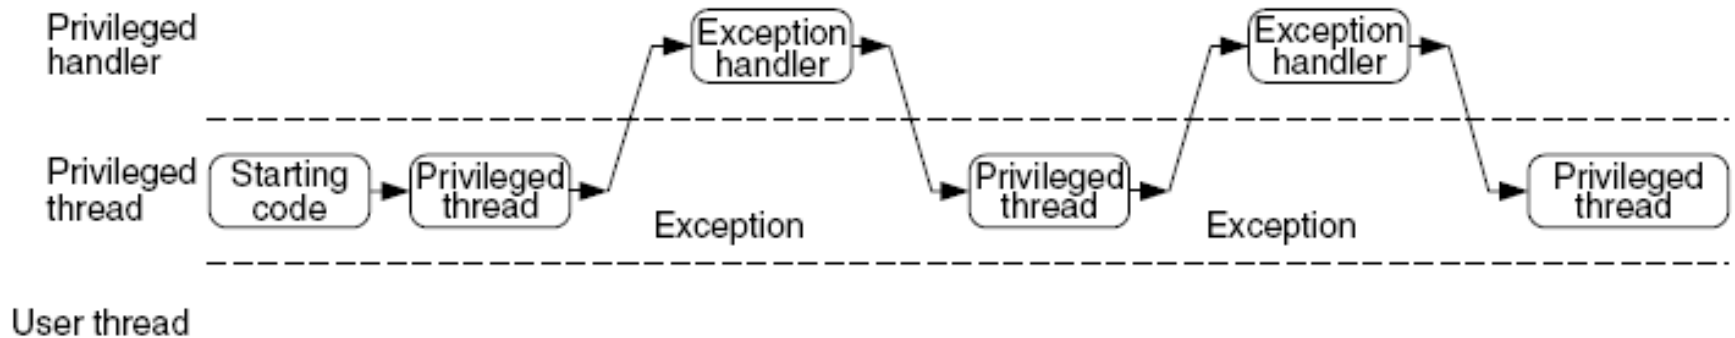 Privileged
handler
Exception
handler
Exception
handler
Privileged
thread
Starting
code
Privileged
thread
Exception
Privileged
thread
Exception
Privileged
thread
User thread